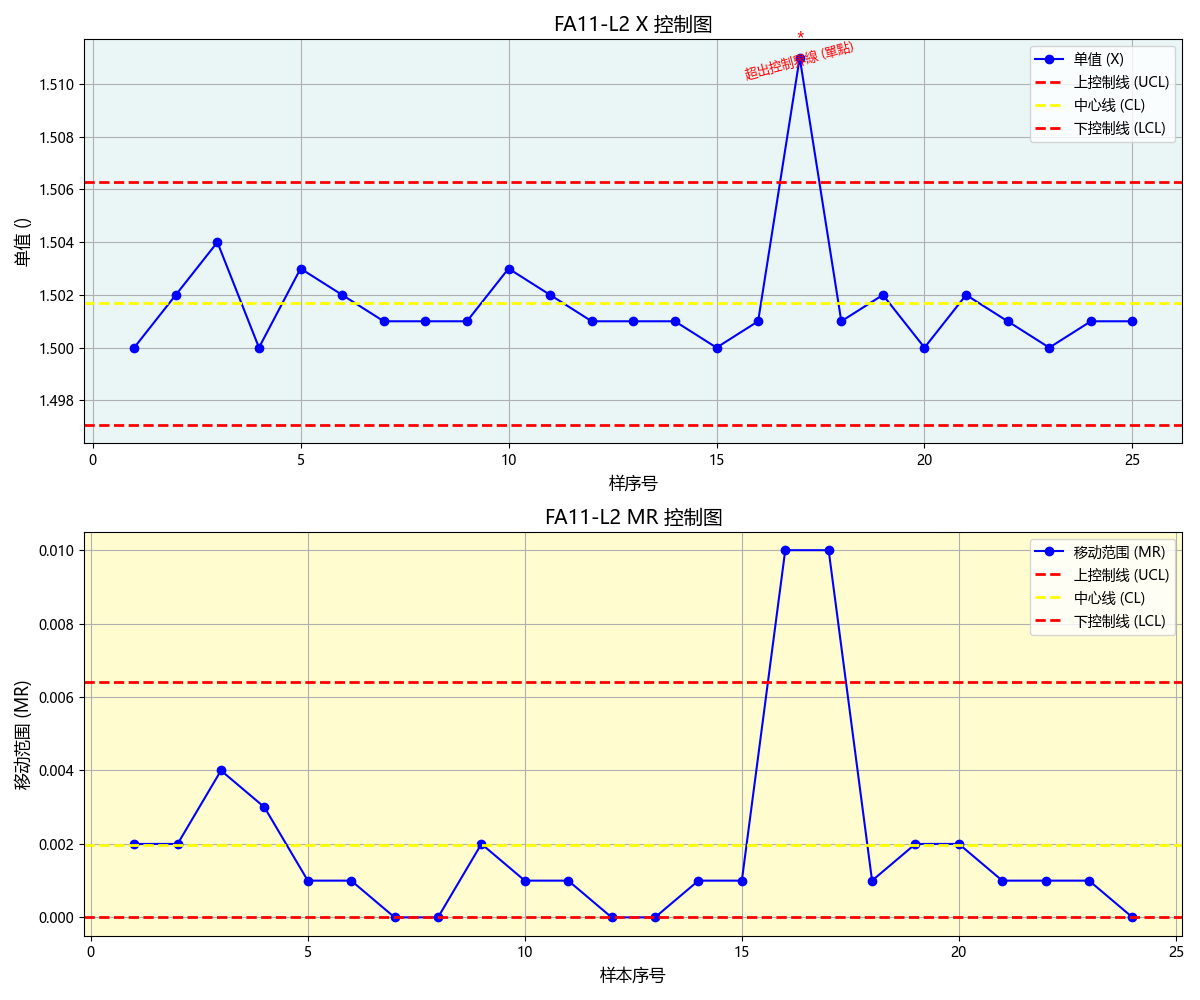 FA11-L2 X 控制图
*
超出控制界線 (單點)
单值 (X)
上控制线 (UCL)
中心线 (CL)
下控制线 (LCL)
单值 ()
1.510
1.508
1.506
1.504
1.502
1.500
1.498
0 5 10 15 20 25
样序号
FA11-L2 MR 控制图
移动范围 (MR)
上控制线 (UCL)
中心线 (CL)
下控制线 (LCL)
移动范围 (MR)
0.010
0.008
0.006
0.004
0.002
0.000
0 5 10 15 20 25
样本序号